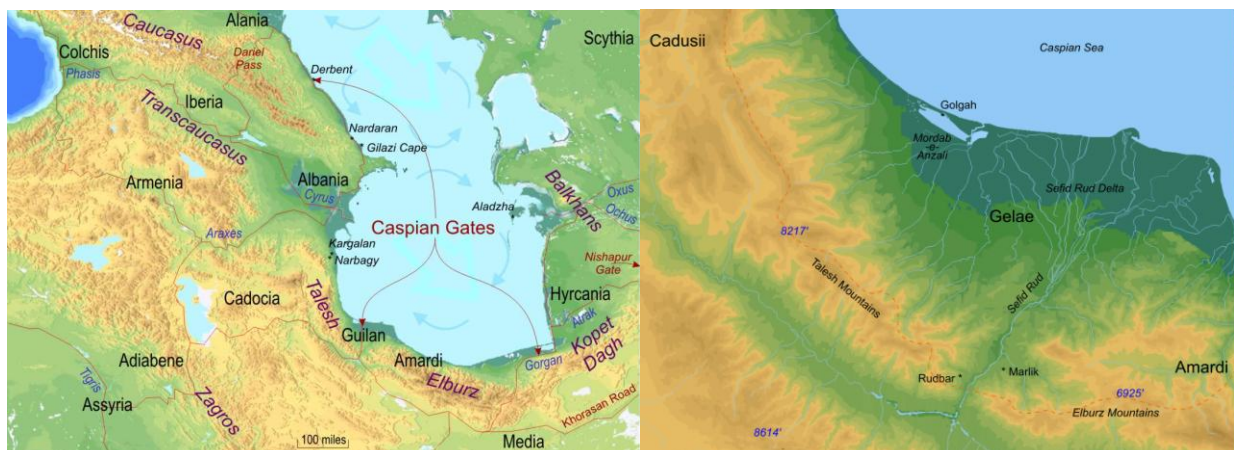 Caucasus
Alania
Scythia
Colchis
Dariel
Pass
Derbent
Phasis
Iberia
Transcaucasus
Nardaran
Gilazi Cape
Armenia
Albania
Cyrus
Balkhans
Oxus
Ochus
Aladzha
Araxes
Caspian Gates
Kargalan
Narbagy
Nishapur
Gate
Cadocia
Talesh
Hyrcania
Atrak
Guilan
Kopet
Dagh
Adiabene
Amardi
Gorgan
Tigris
Elburz
Assyria
Zagros
Khorasan Road
100 miles
Media
Cadusii
Caspian Sea
Golgah
Mordab
-e-
Anzali
Sefid Rud Delta
Gelae
8217'
Talesh Mountains
Sefid Rud
Rudbar
Marlik
Amardi
6925'
Elburz Mountains
8614'